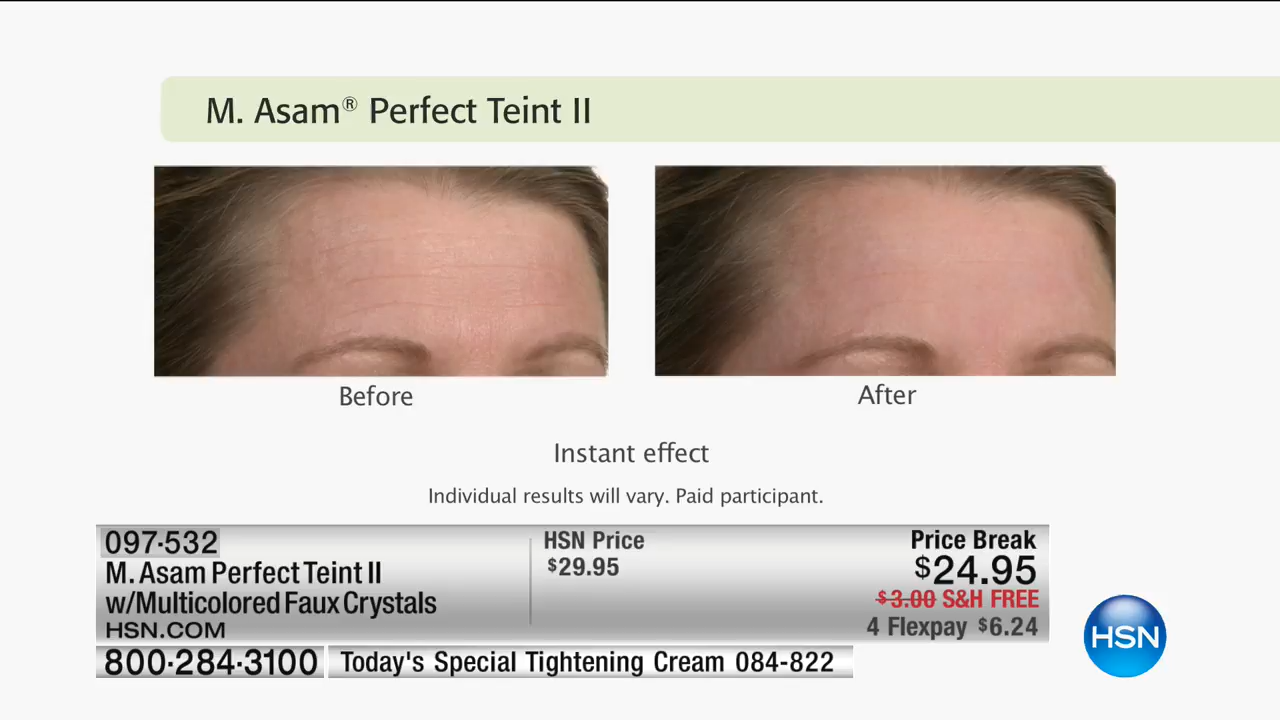 M. Asam® Perfect Teint II
Before
After
Instant effect
Individual results will vary. Paid participant.
097·532
M. Asam Perfect Teint II
w/Multicolored Faux Crystals
HSN.COM
HSN Price
$29.95
Price Break
$24.95
$3.00 S&H FREE
4 Flexpay $6.24
HSN
800·284·3100
Today's Special Tightening Cream 084-822